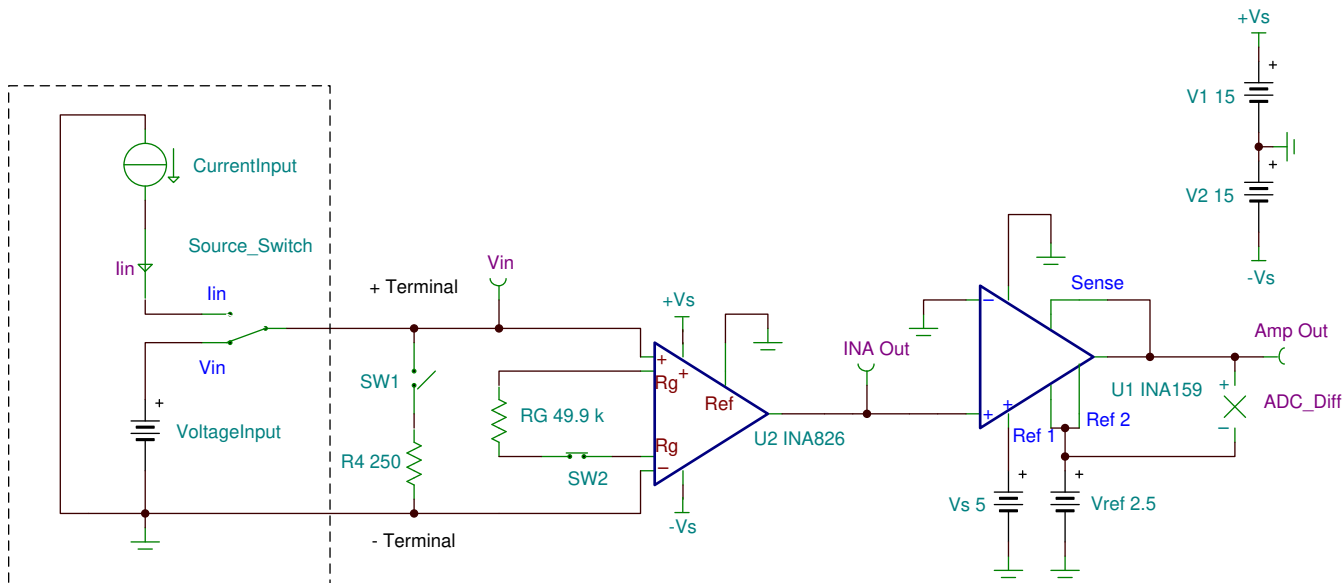 +Vs
+
V1 15
+
V2 15
-Vs
CurrentInput
Source_Switch
Iin
Iin
Vin
+
VoltageInput
+ Terminal
Vin
SW1
R4 250
- Terminal
RG 49.9 k
SW2
+Vs
+
+
Rg
Ref
Rg
−
-Vs
U2 INA826
INA Out
−
Sense
+
+
Ref 1
Ref 2
U1 INA159
Amp Out
+
ADC_Diff
−
+
Vs 5
+
Vref 2.5